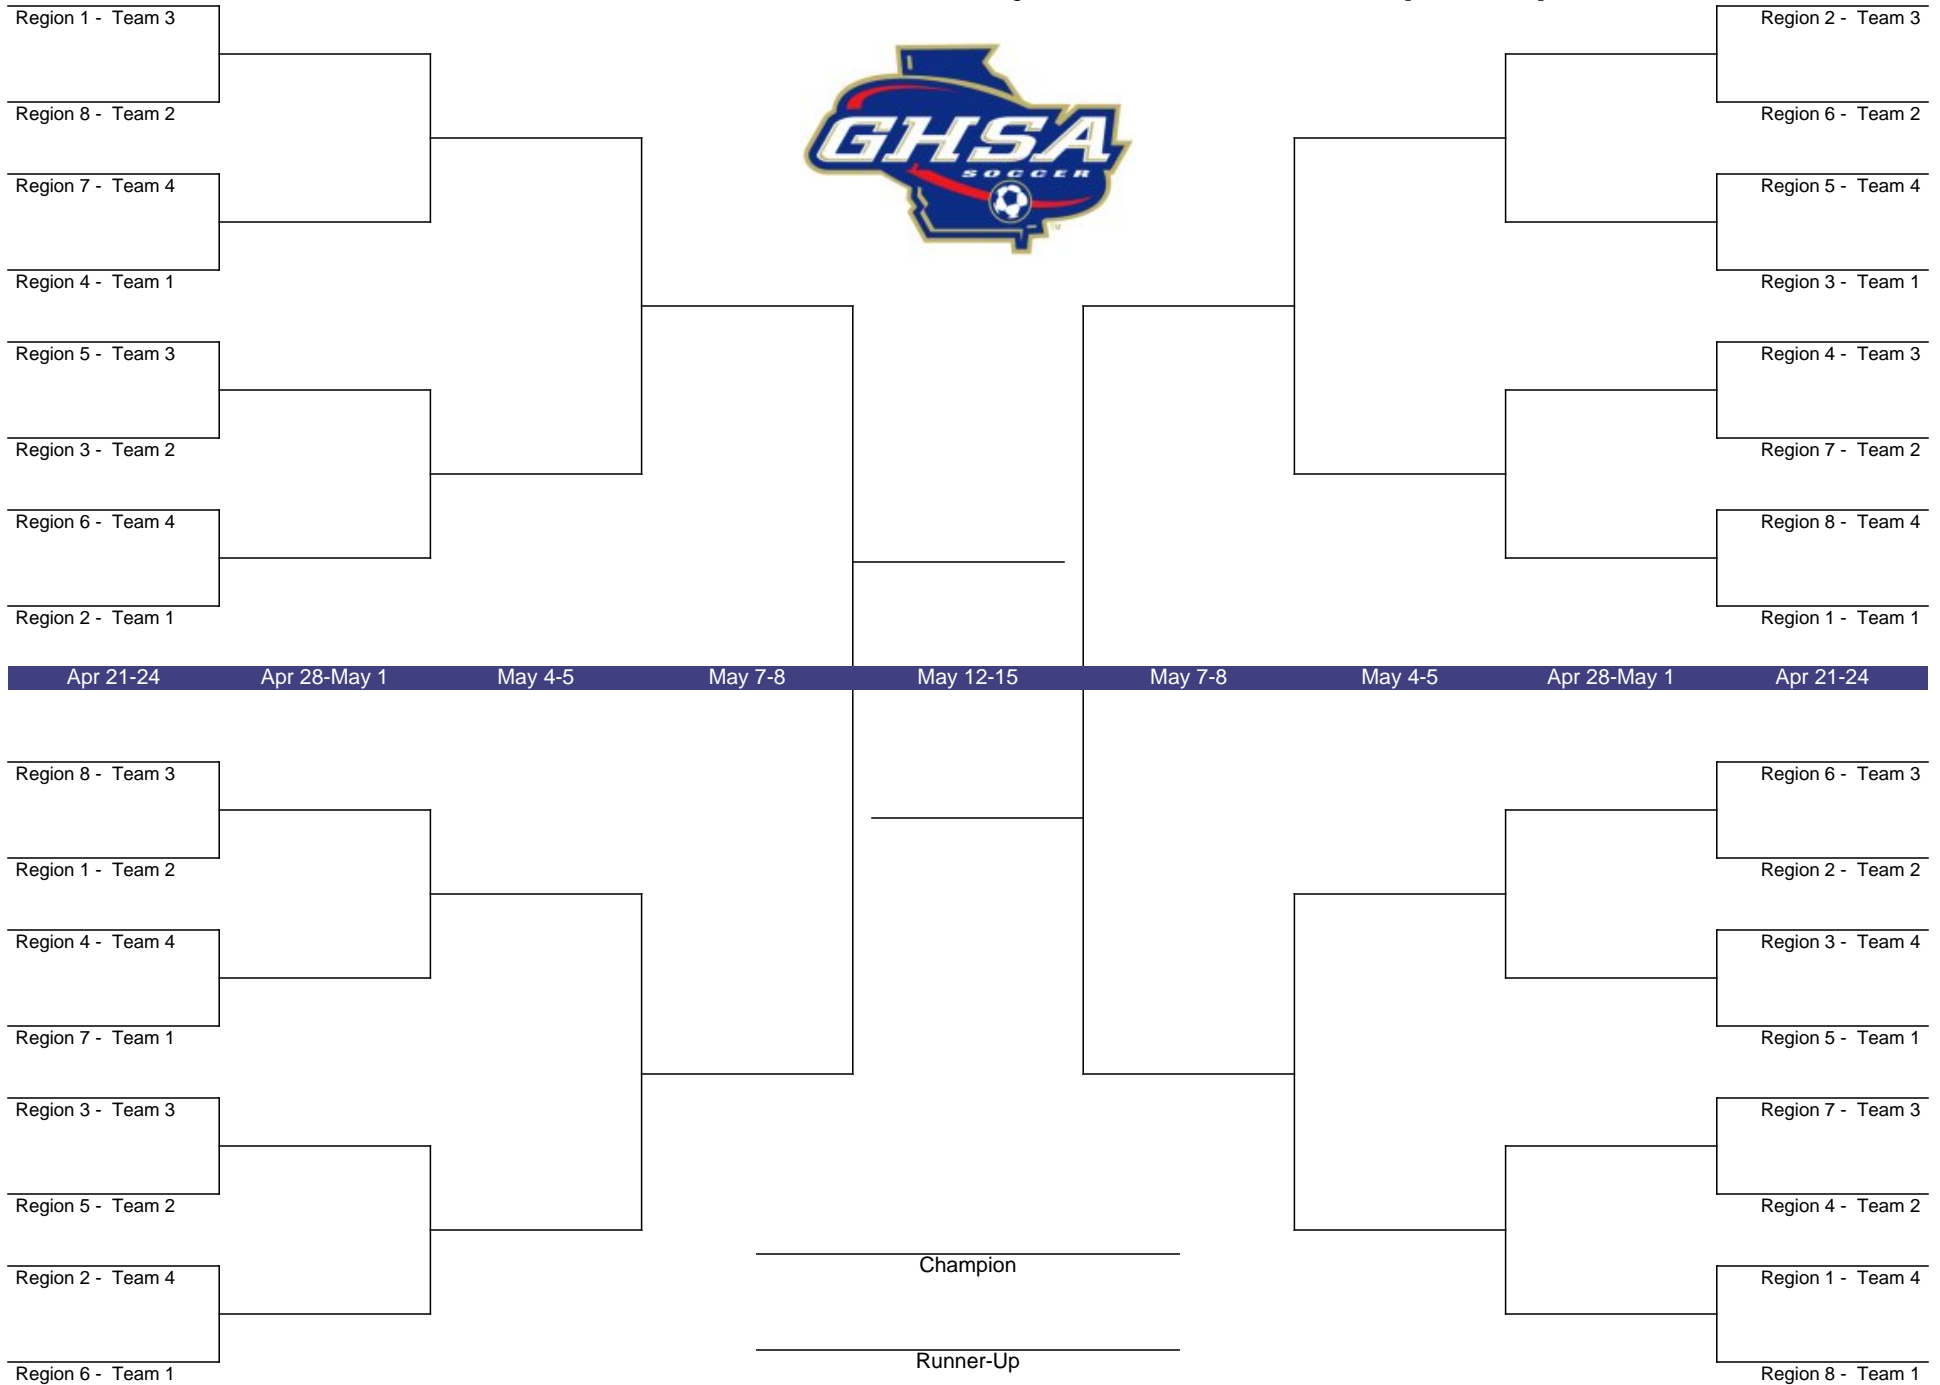 Region 1 - Team 3
Region 8 - Team 2
Region 7 - Team 4
Region 4 - Team 1
Region 5 - Team 3
Region 3 - Team 2
Region 6 - Team 4
Region 2 - Team 1
GHSA
SOCCER
TM
Region 2 - Team 3
Region 6 - Team 2
Region 5 - Team 4
Region 3 - Team 1
Region 4 - Team 3
Region 7 - Team 2
Region 8 - Team 4
Region 1 - Team 1
Apr 21-24 Apr 28-May 1 May 4-5 May 7-8 May 12-15 May 7-8 May 4-5 Apr 28-May 1 Apr 21-24
Region 8 - Team 3
Region 1 - Team 2
Region 4 - Team 4
Region 7 - Team 1
Region 3 - Team 3
Region 5 - Team 2
Region 2 - Team 4
Region 6 - Team 1
Champion
Runner-Up
Region 6 - Team 3
Region 2 - Team 2
Region 3 - Team 4
Region 5 - Team 1
Region 7 - Team 3
Region 4 - Team 2
Region 1 - Team 4
Region 8 - Team 1